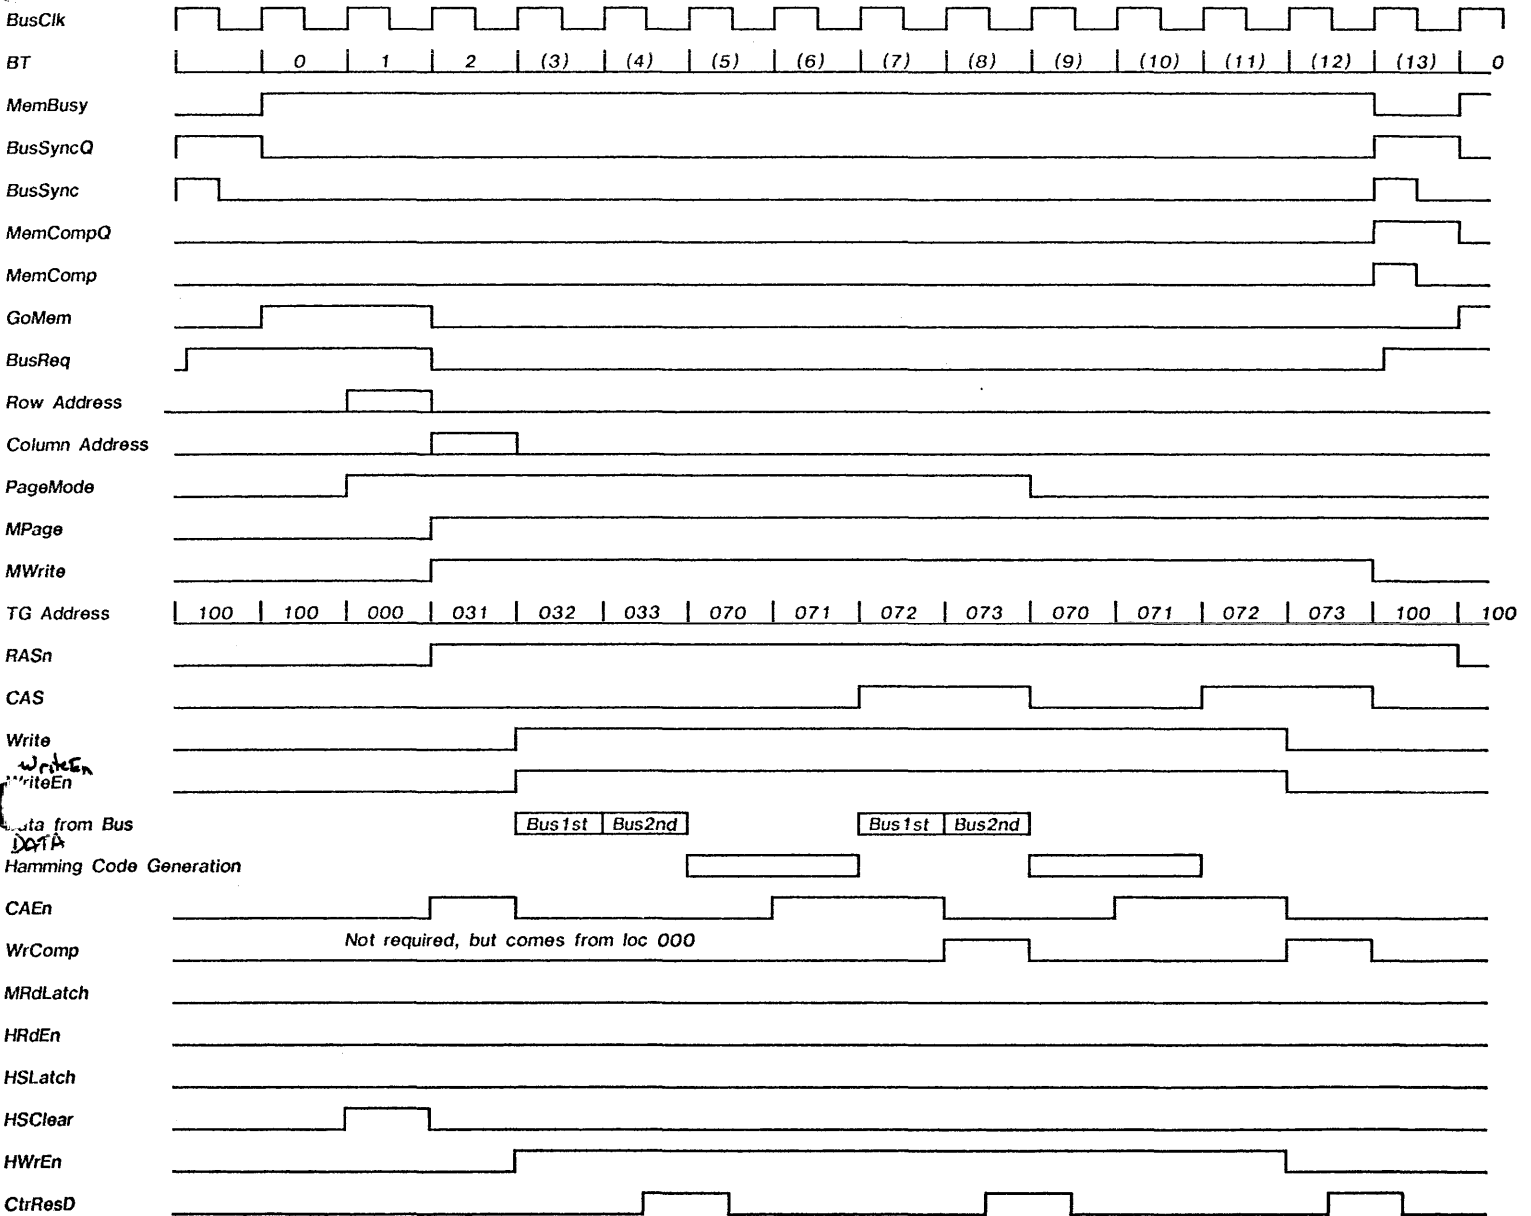 BusClk
BT 0 1 2 (3) (4) (5) (6) (7) (8) (9) (10) (11) (12) (13) 0
MemBusy
BusSyncQ
BusSync
MemCompQ
MemComp
GoMem
BusReq
Row Address
Column Address
PageMode
MPage
MWrite
TG Address 100 100 000 031 032 033 070 071 072 073 070 071 072 073 100 100
RASn
CAS
Write
WriteEn
riteEn
from Bus Bus1st Bus2nd Bus1st Bus2nd
DATA
Hamming Code Generation
CAEn
Not required, but comes from loc 000
WrComp
MRdLatch
HRdEn
HSLatch
HSClear
HWrEn
CtrResD